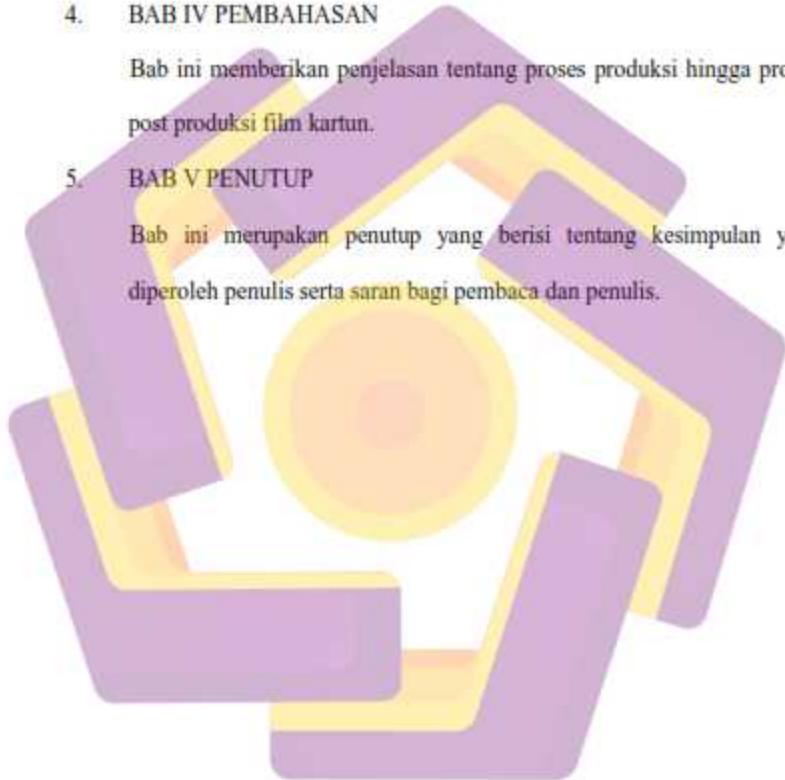 4. BAB IV PEMBAHASAN
Bab ini memberikan penjelasan tentang proses produksi hingga pro
post produksi film kartun.
5. BAB V PENUTUP
Bab ini merupakan penutup yang berisi tentang kesimpulan y
diperoleh penulis serta saran bagi pembaca dan penulis.